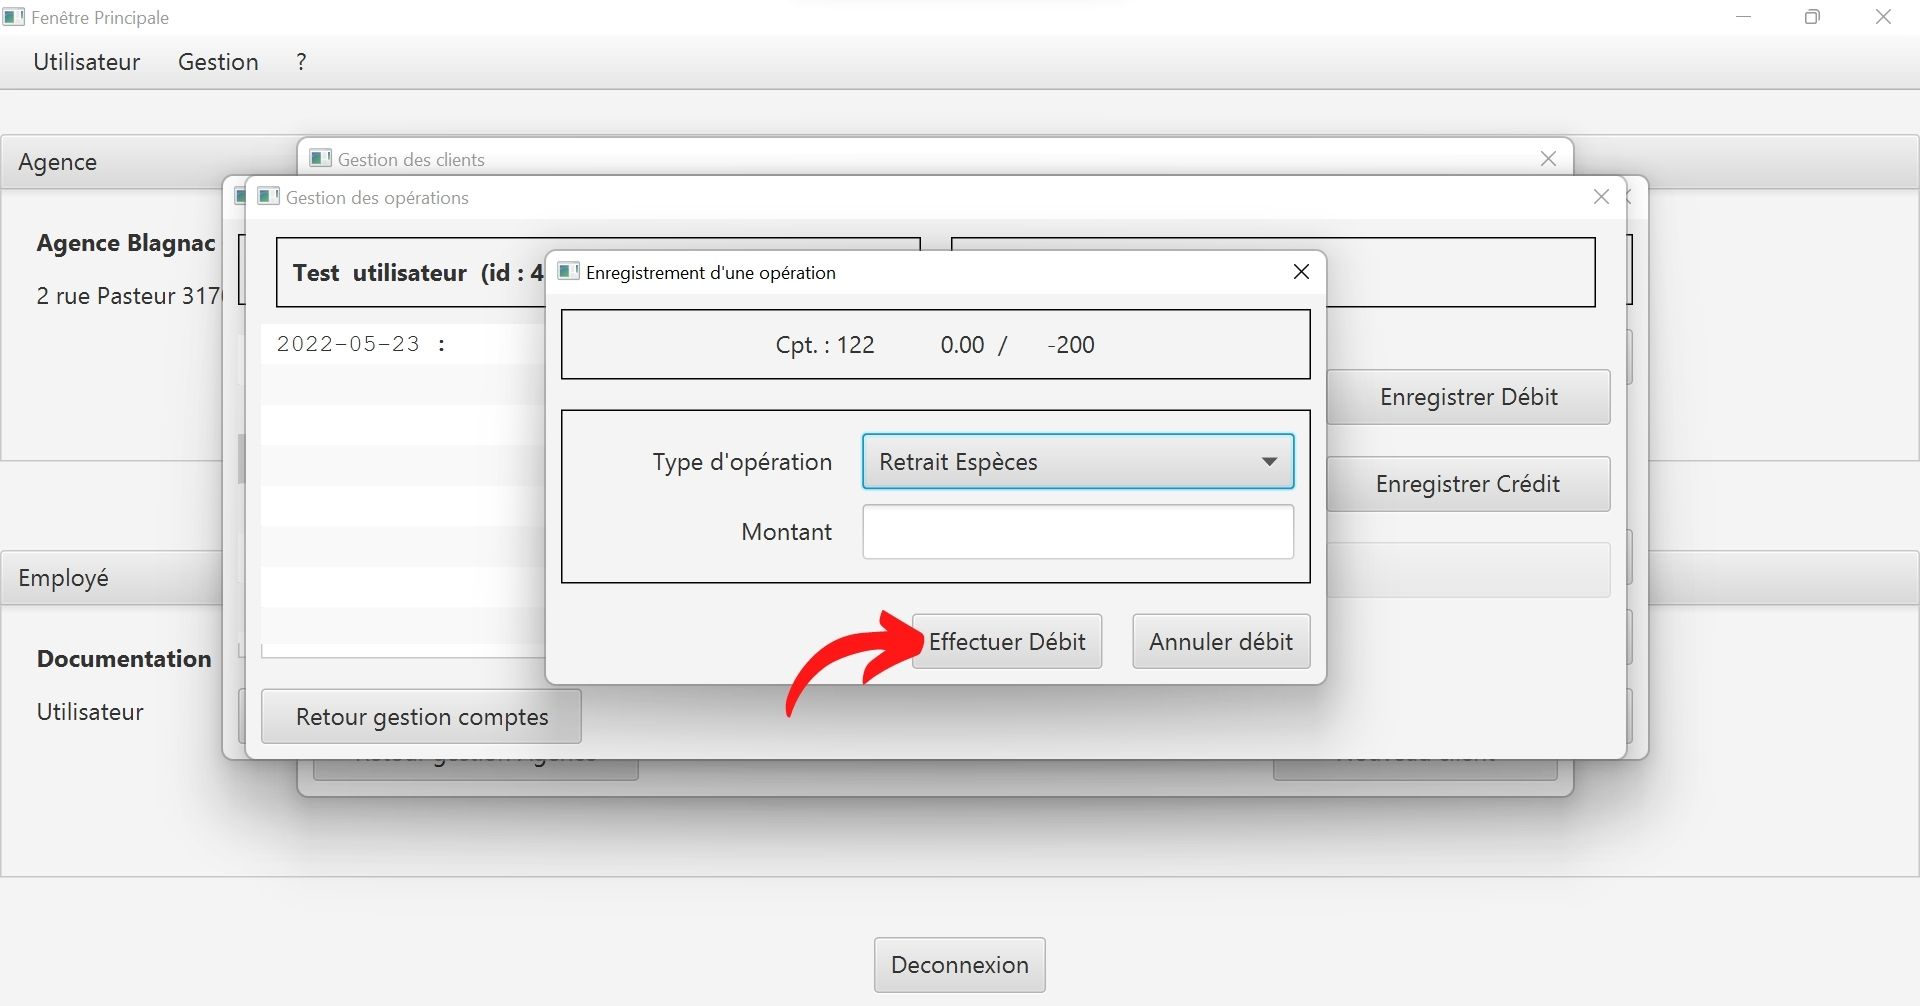 Fenêtre Principale
Utilisateur Gestion ?
Agence
Gestion des clients
Gestion des opérations
Agence Blagnac
2 rue Pasteur 317
Test utilisateur (id : 4
Enregistrement d'une opération
2022-05-23 :
Cpt. : 122 0.00 / -200
Enregistrer Débit
Type d'opération Retrait Espèces
Enregistrer Crédit
Montant
Employé
Effectuer Débit Annuler débit
Documentation
Utilisateur
Retour gestion comptes
Deconnexion